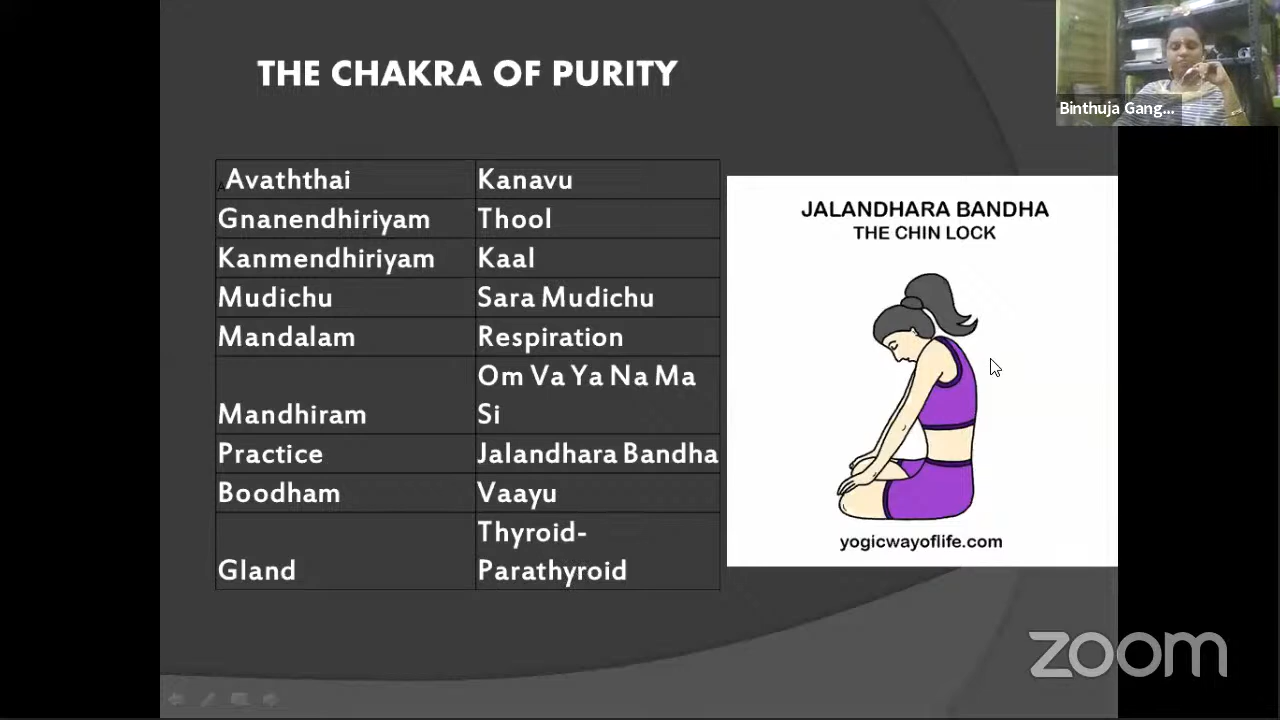 THE CHAKRA OF PURITY
Binthuja Gang...
Avaththai Kanavu
Gnanendhiriyam Thool
Kanmendhiriyam Kaal
Mudichu Sara Mudichu
Mandalam Respiration
Om Va Ya Na Ma
Mandhiram Si
Practice Jalandhara Bandha
Boodham Vaayu
Thyroid-
Gland Parathyroid
JALANDHARA BANDHA
THE CHIN LOCK
yogicwayoflife.com
zoom